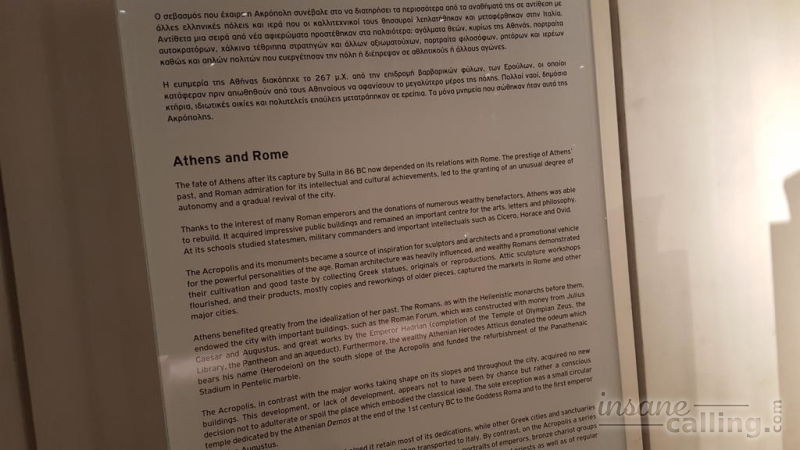 Ο σεβασμός που έχαιρε η Ακρόπολη συνέβαλε στο να διατηρήσει τα περισσότερα από τα αναθήματά της σε αντίθεση με
άλλες ελληνικές πόλεις και ιερά που οι καλλιτεχνικοί τους θησαυροί λεηλατήθηκαν και μεταφέρθηκαν στην Ιταλία.
Αντίθετα μια σειρά από νέα αφιερώματα προστέθηκαν στα παλαιότερα: αγάλματα θεών, κυρίως της Αθηνάς, πορτραίτα
αυτοκρατόρων, χάλκινα τέθριππα στρατηγών και άλλων αξιωματούχων, πορτραίτα φιλοσόφων, ρητόρων και ιερέων
καθώς και απλών πολιτών που ευεργέτησαν την πόλη ή διέπρεψαν σε αθλητικούς ή άλλους αγώνες.
Η ευημερία της Αθήνας διακόπηκε το 267 μ.Χ. από την επιδρομή βαρβαρικών φύλων, των Ερούλων, οι οποίοι
κατάφεραν πριν απωθηθούν από τους Αθηναίους να αφανίσουν το μεγαλύτερο μέρος της πόλης. Πολλοί ναοί, δημόσια
κτήρια, ιδιωτικές οικίες και πολυτελείς επαύλεις μετατράπηκαν σε ερείπια. Τα μόνα μνημεία που σώθηκαν ήταν αυτά της
Ακρόπολης.
Athens and Rome
The fate of Athens after its capture by Sulla in 86 BC now depended on its relations with Rome. The prestige of Athens'
past, and Roman admiration for its intellectual and cultural achievements, led to the granting of an unusual degree of
autonomy and a gradual revival of the city.
Thanks to the interest of many Roman emperors and the donations of numerous wealthy benefactors, Athens was able
to rebuild. It acquired impressive public buildings and remained an important centre for the arts, letters and philosophy.
At its schools studied statesmen, military commanders and important intellectuals such as Cicero, Horace and Ovid.
The Acropolis and its monuments became a source of inspiration for sculptors and architects and a promotional vehicle
for the powerful personalities of the age. Roman architecture was heavily influenced, and wealthy Romans demonstrated
their cultivation and good taste by collecting Greek statues, originals or reproductions. Attic sculpture workshops
flourished, and their products, mostly copies and reworkings of older pieces, captured the markets in Rome and other
major cities.
Athens benefited greatly from the idealization of her past. The Romans, as with the Hellenistic monarchs before them,
endowed the city with important buildings, such as the Roman Forum, which was constructed with money from Julius
Caesar and Augustus, and great works by the Emperor Hadrian (completion of the Temple of Olympian Zeus, the
Library, the Pantheon and an aqueduct). Furthermore, the wealthy Athenian Herodes Atticus donated the odeum which
bears his name (Herodeion) on the south slope of the Acropolis and funded the refurbishment of the Panathenaic
Stadium in Pentelic marble.
The Acropolis, in contrast with the major works taking shape on its slopes and throughout the city, acquired no new
buildings. This development, or lack of development, appears not to have been by chance but rather a conscious
decision not to adulterate or spoil the place which embodied the classical ideal. The sole exception was a small circular
temple dedicated by the Athenian Demos at the end of the 1st century BC to the Goddess Roma and to the first emperor
Augustus.
it retain most of its dedications, while other Greek cities and sanctuaries
transported to Italy. By contrast, on the Acropolis a series
portraits of emperors, bronze chariot groups
as well as of regular
insane
calling.com